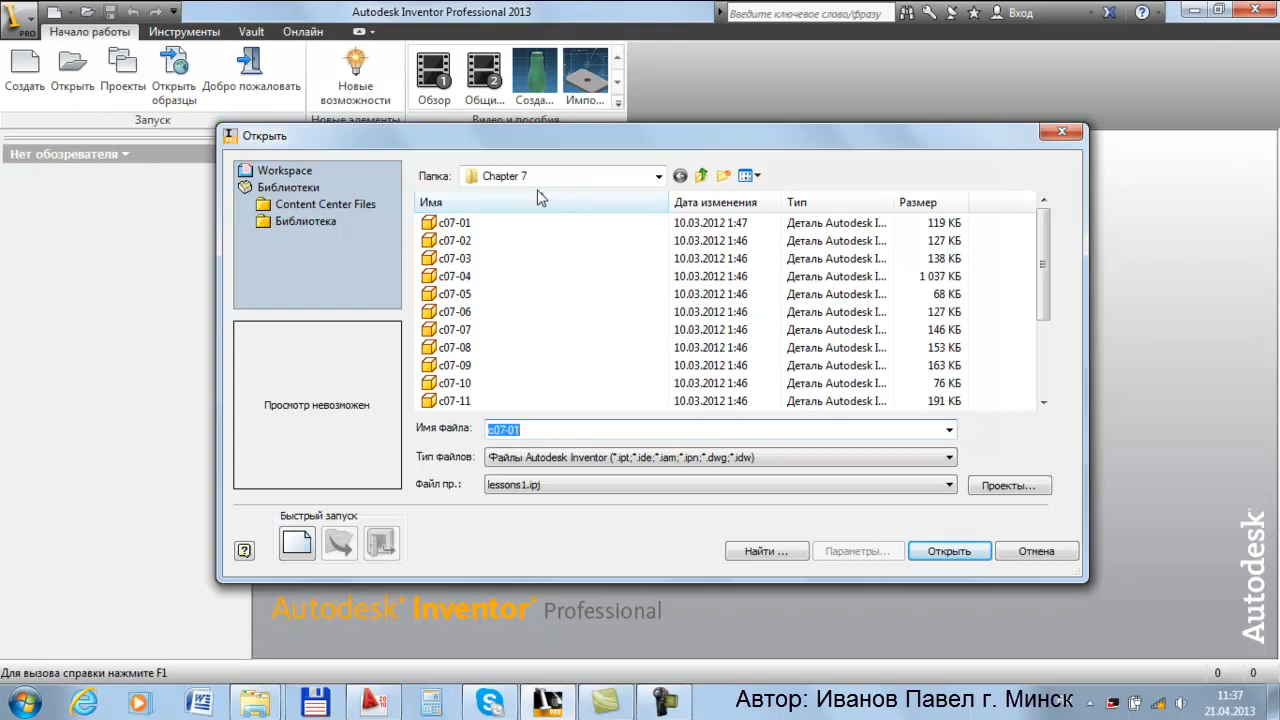 Autodesk Inventor Professional 2013
Введите ключевое слово/фразу
Вход
PRO
Начало работы
Инструменты
Vault
Онлайн
Создать
Открыть
Проекты
Открыть
образцы
Добро пожаловать
Новые
возможности
Обзор
Общи...
Созда...
Импо...
Запуск
Новые элементы
Видео и пособия
Нет обозревателя
Открыть
Workspace
Библиотеки
Content Center Files
Библиотека
Просмотр невозможен
Папка: Chapter 7
Имя Дата изменения Тип Размер
c07-01 10.03.2012 1:47 Деталь Autodesk I... 119 КБ
c07-02 10.03.2012 1:46 Деталь Autodesk I... 127 КБ
c07-03 10.03.2012 1:46 Деталь Autodesk I... 138 КБ
c07-04 10.03.2012 1:46 Деталь Autodesk I... 1 037 КБ
c07-05 10.03.2012 1:46 Деталь Autodesk I... 68 КБ
c07-06 10.03.2012 1:46 Деталь Autodesk I... 127 КБ
c07-07 10.03.2012 1:46 Деталь Autodesk I... 146 КБ
c07-08 10.03.2012 1:46 Деталь Autodesk I... 153 КБ
c07-09 10.03.2012 1:46 Деталь Autodesk I... 163 КБ
c07-10 10.03.2012 1:46 Деталь Autodesk I... 76 КБ
c07-11 10.03.2012 1:46 Деталь Autodesk I... 191 КБ
Имя файла: c07-01
Тип файлов: Файлы Autodesk Inventor (*.ipt;*.ide;*.iam;*.ipn;*.dwg;*.idw)
Файл пр.: lessons1.ipj
Проекты...
Быстрый запуск
Найти ...
Параметры...
Открыть
Отмена
Autodesk Inventor Professional
Autodesk
Для вызова справки нажмите F1
0 0
Автор: Иванов Павел г. Минск
11:37
21.04.2013